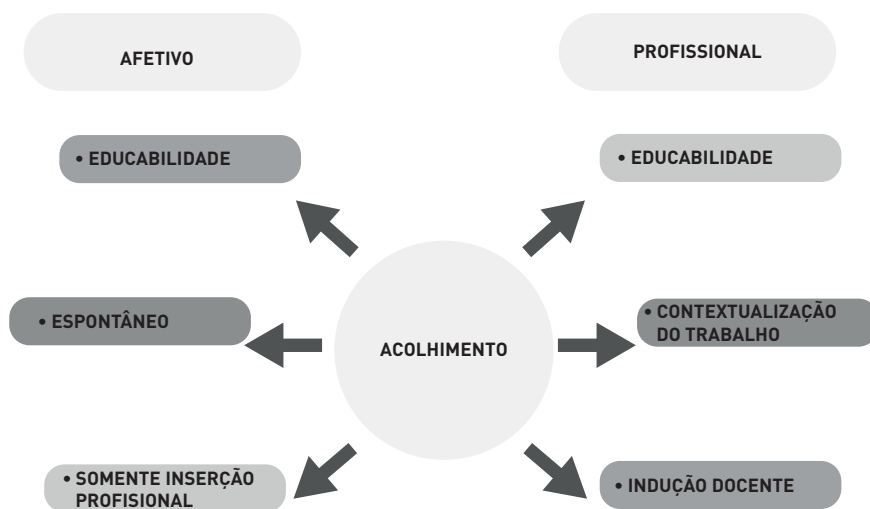 AFETIVO
PROFISSIONAL
• EDUCABILIDADE
• EDUCABILIDADE
• ESPONTÂNEO
ACOLHIMENTO
• CONTEXTUALIZAÇÃO
DO TRABALHO
• SOMENTE INSERÇÃO
PROFISIONAL
• INDUÇÃO DOCENTE